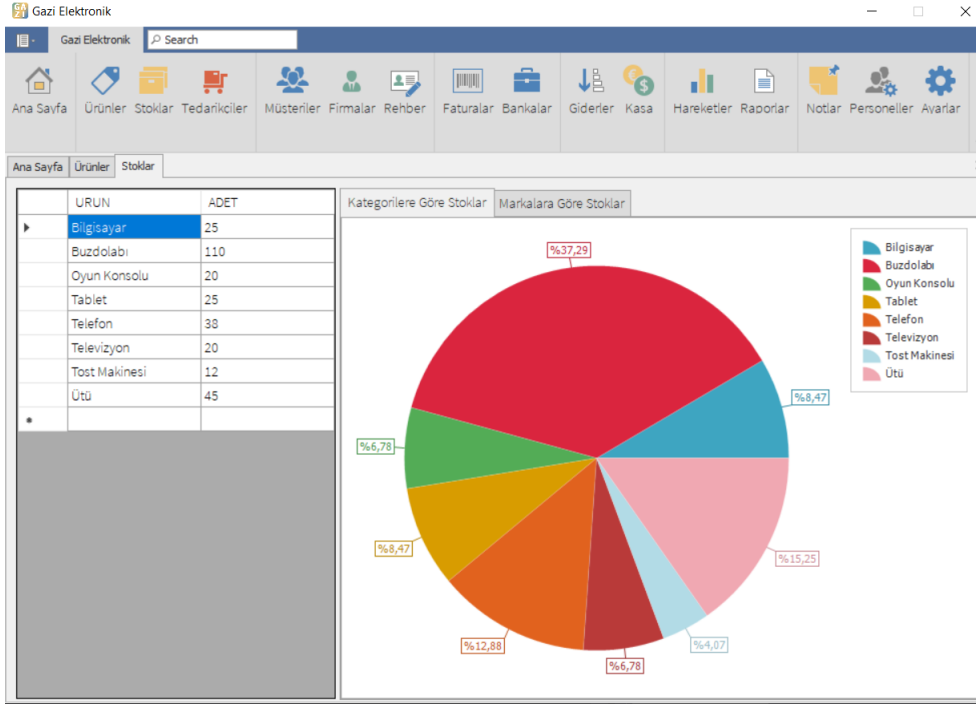 Gazi Elektronik
Gazi Elektronik Search
Ana Sayfa Ürünler Stoklar Tedarikçiler Müşteriler Firmalar Rehber Faturalar Bankalar Giderler Kasa Hareketler Raporlar Notlar Personeller Ayarlar
Ana Sayfa Ürünler Stoklar
URUN ADET
Bilgisayar 25
Buzdolabı 110
Oyun Konsolu 20
Tablet 25
Telefon 38
Televizyon 20
Tost Makinesi 12
Ütü 45
Kategorilere Göre Stoklar Markalara Göre Stoklar
%37,29
%8,47
%6,78
%8,47
%15,25
%12,88
%4,07
%6,78
Bilgisayar
Buzdolabı
Oyun Konsolu
Tablet
Telefon
Televizyon
Tost Makinesi
Ütü